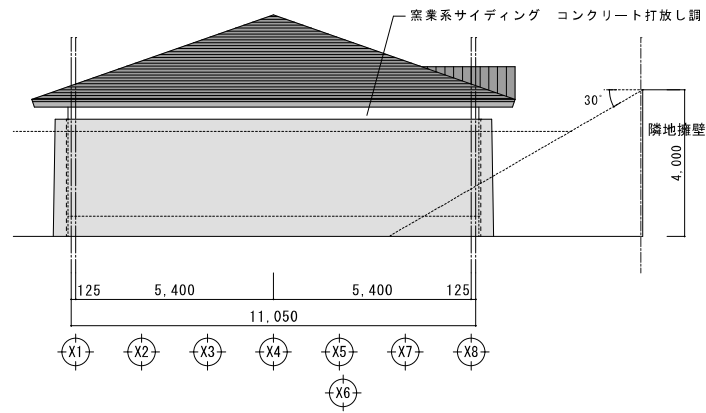 窯業系サイディング　コンクリート打放し調
30°
隣地擁壁
4,000
125
5,400
5,400
125
11,050
X1
X2
X3
X4
X5
X7
X8
X6